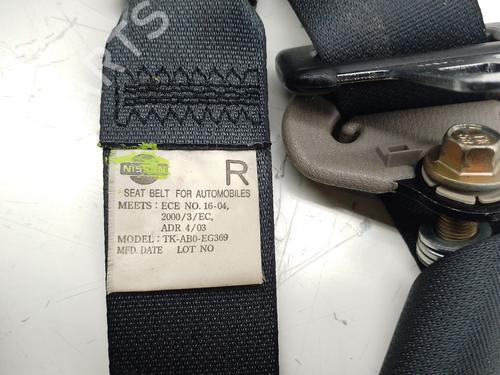 NISSAN
R
SEAT BELT FOR AUTOMOBILES
MEETS : ECE NO. 16-04,
2000/3/EC,
ADR 4/03
MODEL: TK-AB0-EG369
MFD. DATE LOT NO